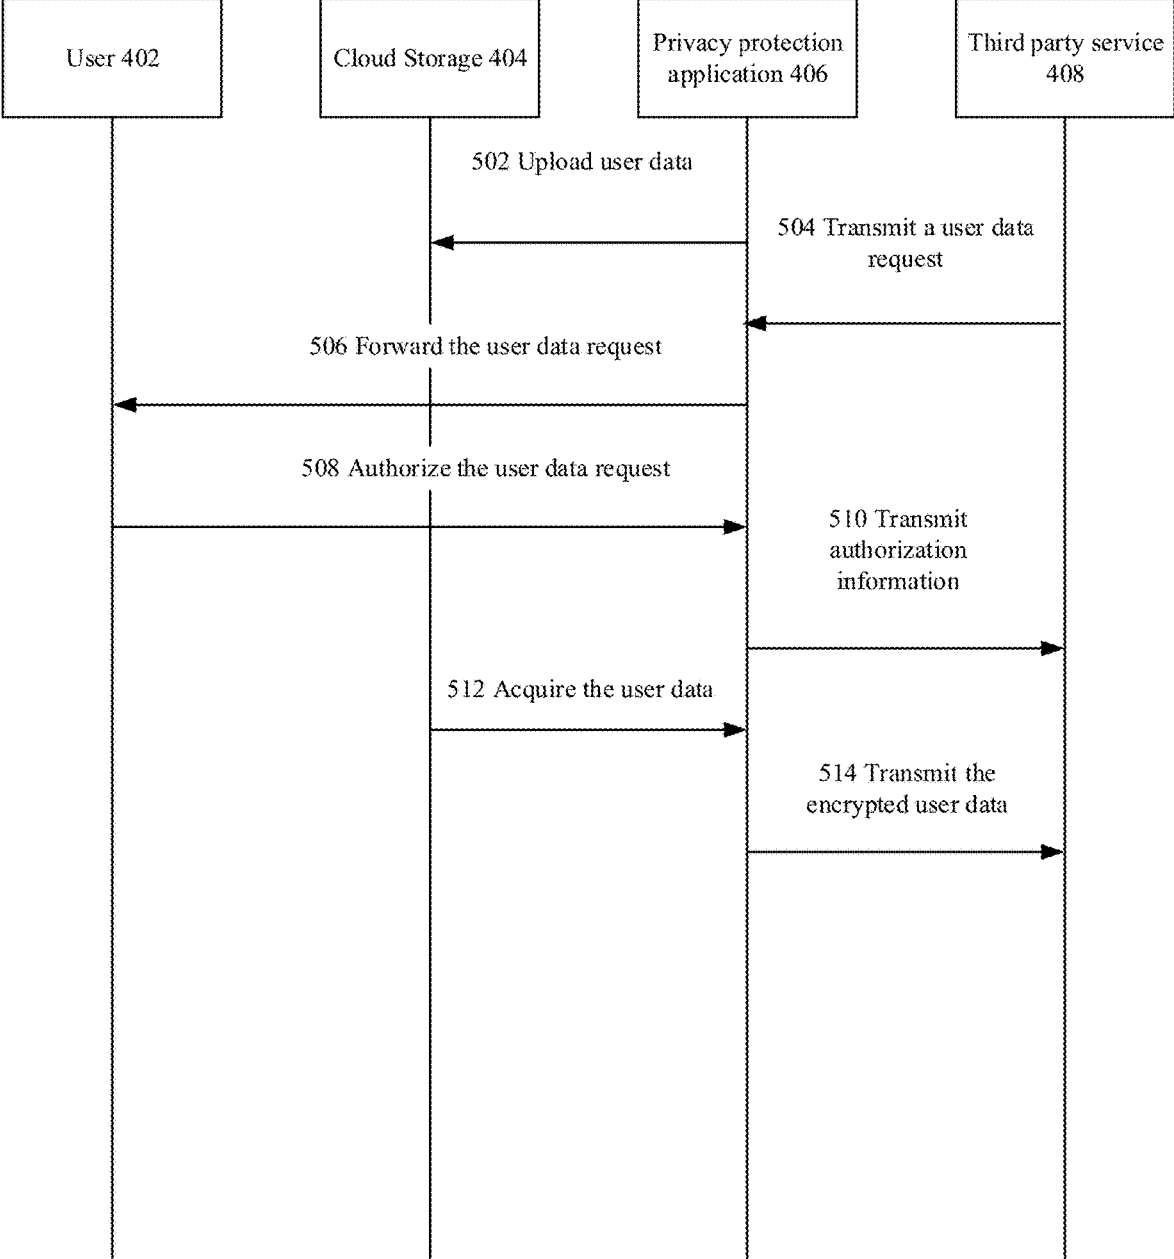 User 402
Cloud Storage 404
Privacy protection
application 406
Third party service
408
502 Upload user data
504 Transmit a user data
request
506 Forward the user data request
508 Authorize the user data request
510 Transmit
authorization
information
512 Acquire the user data
514 Transmit the
encrypted user data